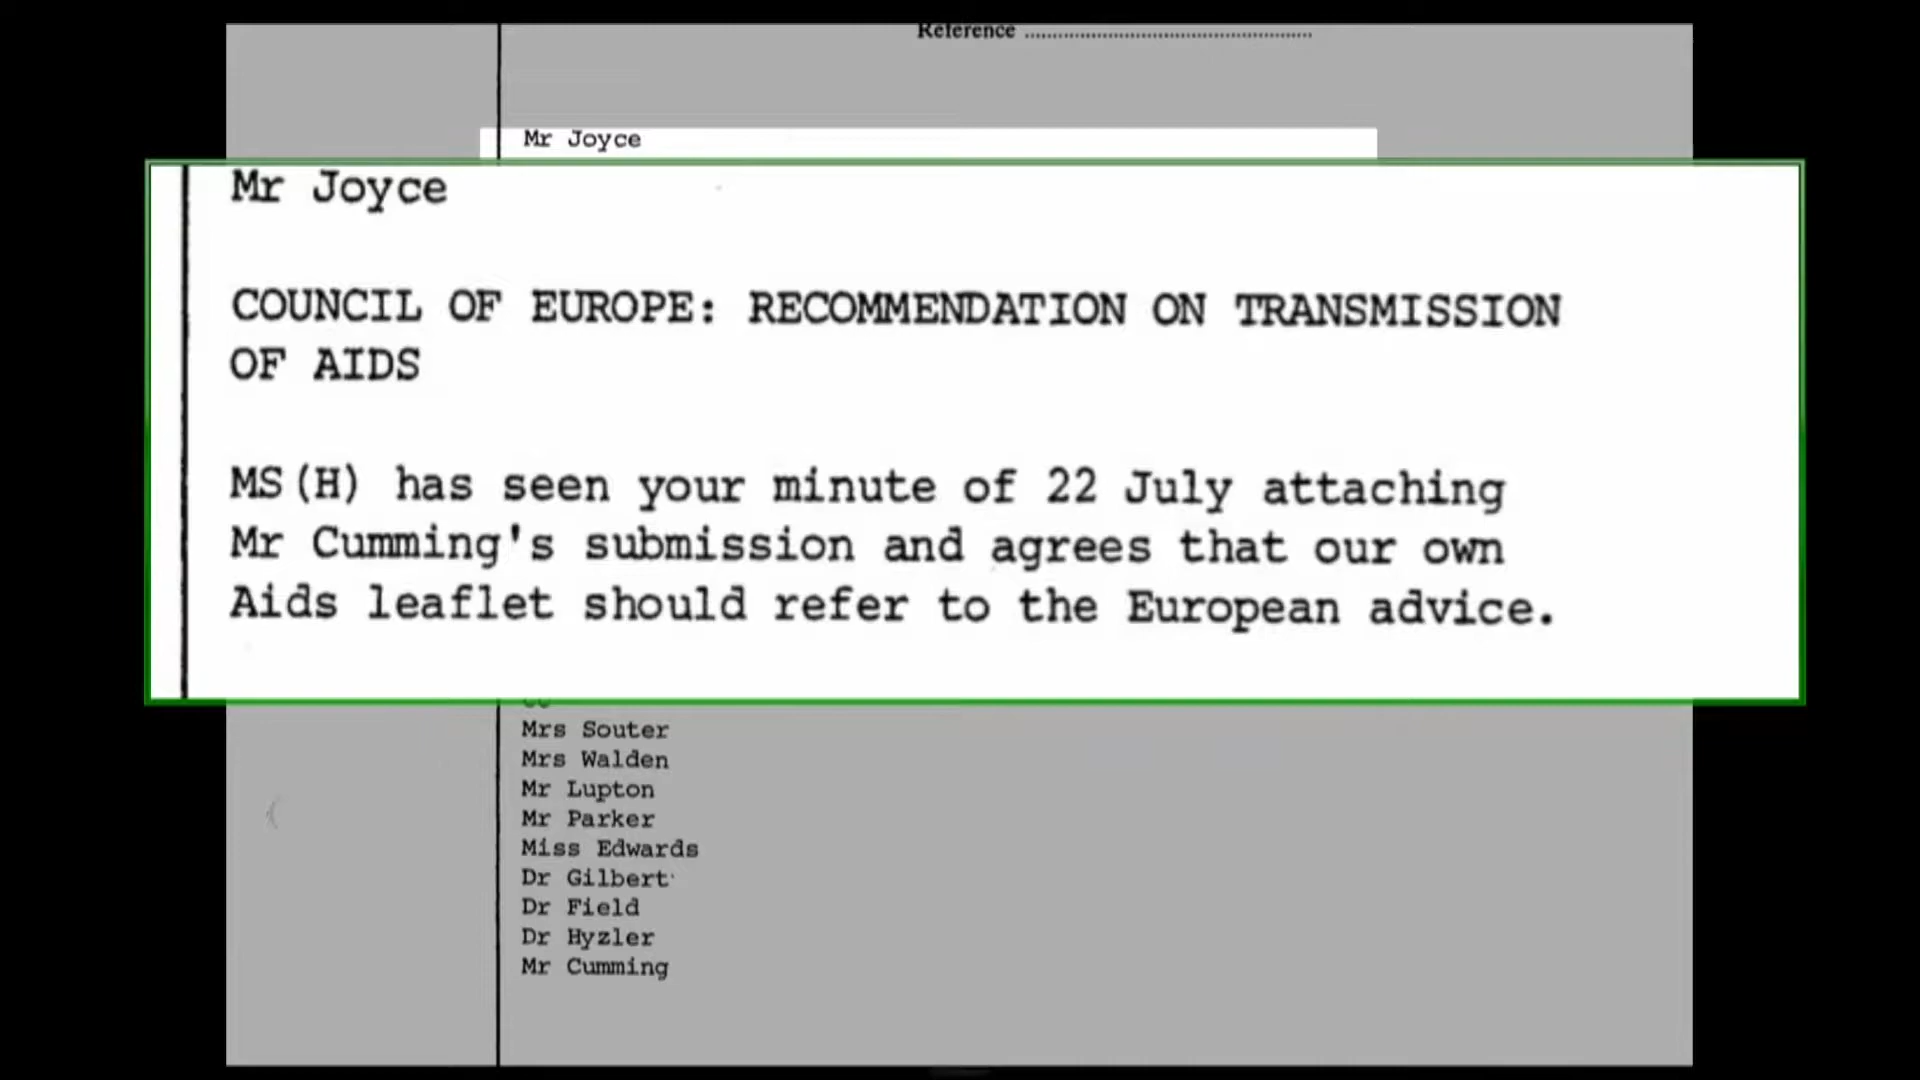 Reference ................................................
Mr Joyce
Mr Joyce
COUNCIL OF EUROPE: RECOMMENDATION ON TRANSMISSION
OF AIDS
MS(H) has seen your minute of 22 July attaching
Mr Cumming's submission and agrees that our own
Aids leaflet should refer to the European advice.
Mrs Souter
Mrs Walden
Mr Lupton
Mr Parker
Miss Edwards
Dr Gilbert
Dr Field
Dr Hyzler
Mr Cumming